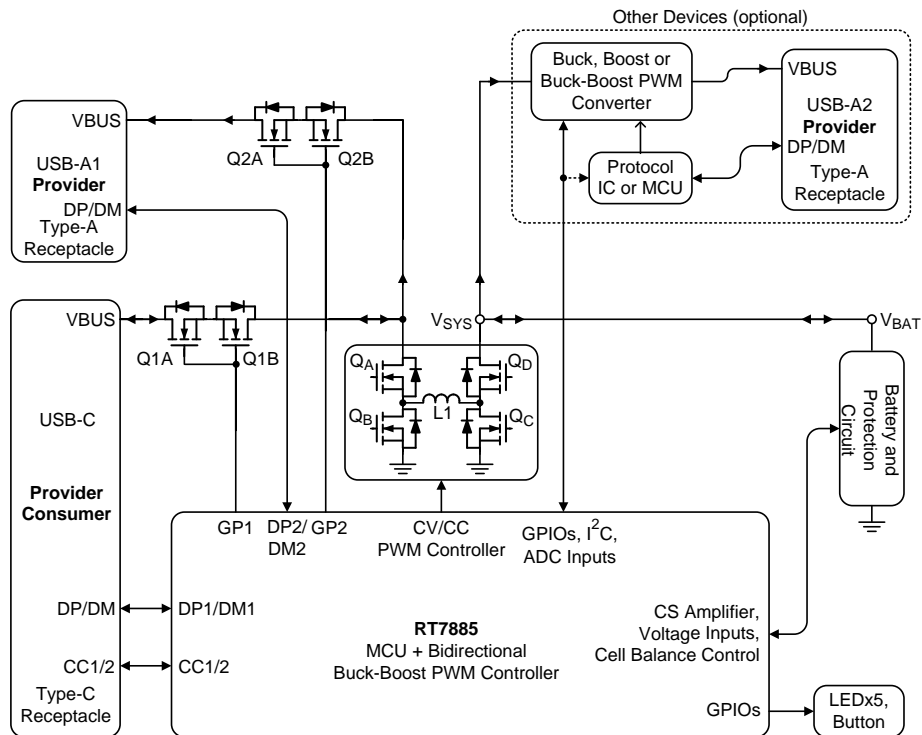 Other Devices (optional)
Buck, Boost or
Buck-Boost PWM
Converter
VBUS
USB-A2
Provider
DP/DM
Type-A
Receptacle
Protocol
IC or MCU
VBUS
USB-A1
Provider
DP/DM
Type-A
Receptacle
Q2A
Q2B
VBUS
Q1A
Q1B
USB-C
Provider
Consumer
DP/DM
CC1/2
Type-C
Receptacle
VSYS
VBAT
QA
QB
L1
QD
QC
Battery and
Protection
Circuit
GP1
DP2/
DM2
GP2
CV/CC
PWM Controller
GPIOs, I2C,
ADC Inputs
DP1/DM1
CC1/2
RT7885
MCU + Bidirectional
Buck-Boost PWM Controller
CS Amplifier,
Voltage Inputs,
Cell Balance Control
GPIOs
LEDx5,
Button